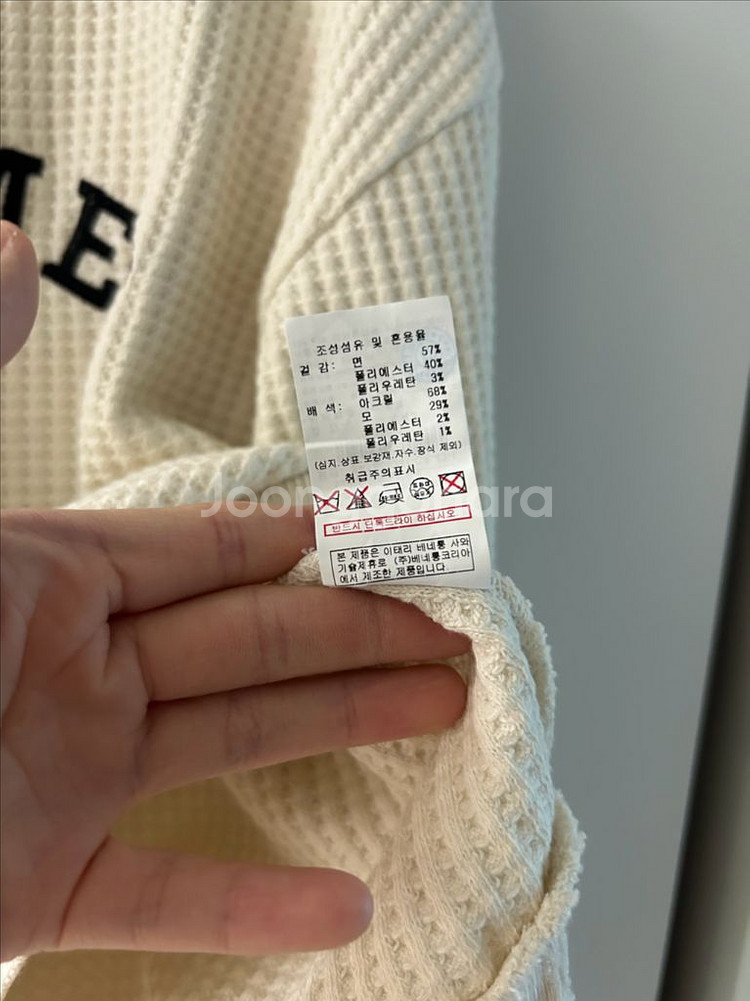 ME
조성섬유 및 혼용율
겉 감: 면 57%
폴리에스터 40%
폴리우레탄 3%
배 색: 아크릴 68%
모 29%
폴리에스터 2%
폴리우레탄 1%
(심지.상표 보강재.자수.장식 제외)
취급주의표시
반드시 단독드라이 하십시오
본 제품은 이태리 베네통 사와
기술제휴로 (주)베네통코리아
에서 제조한 제품입니다.